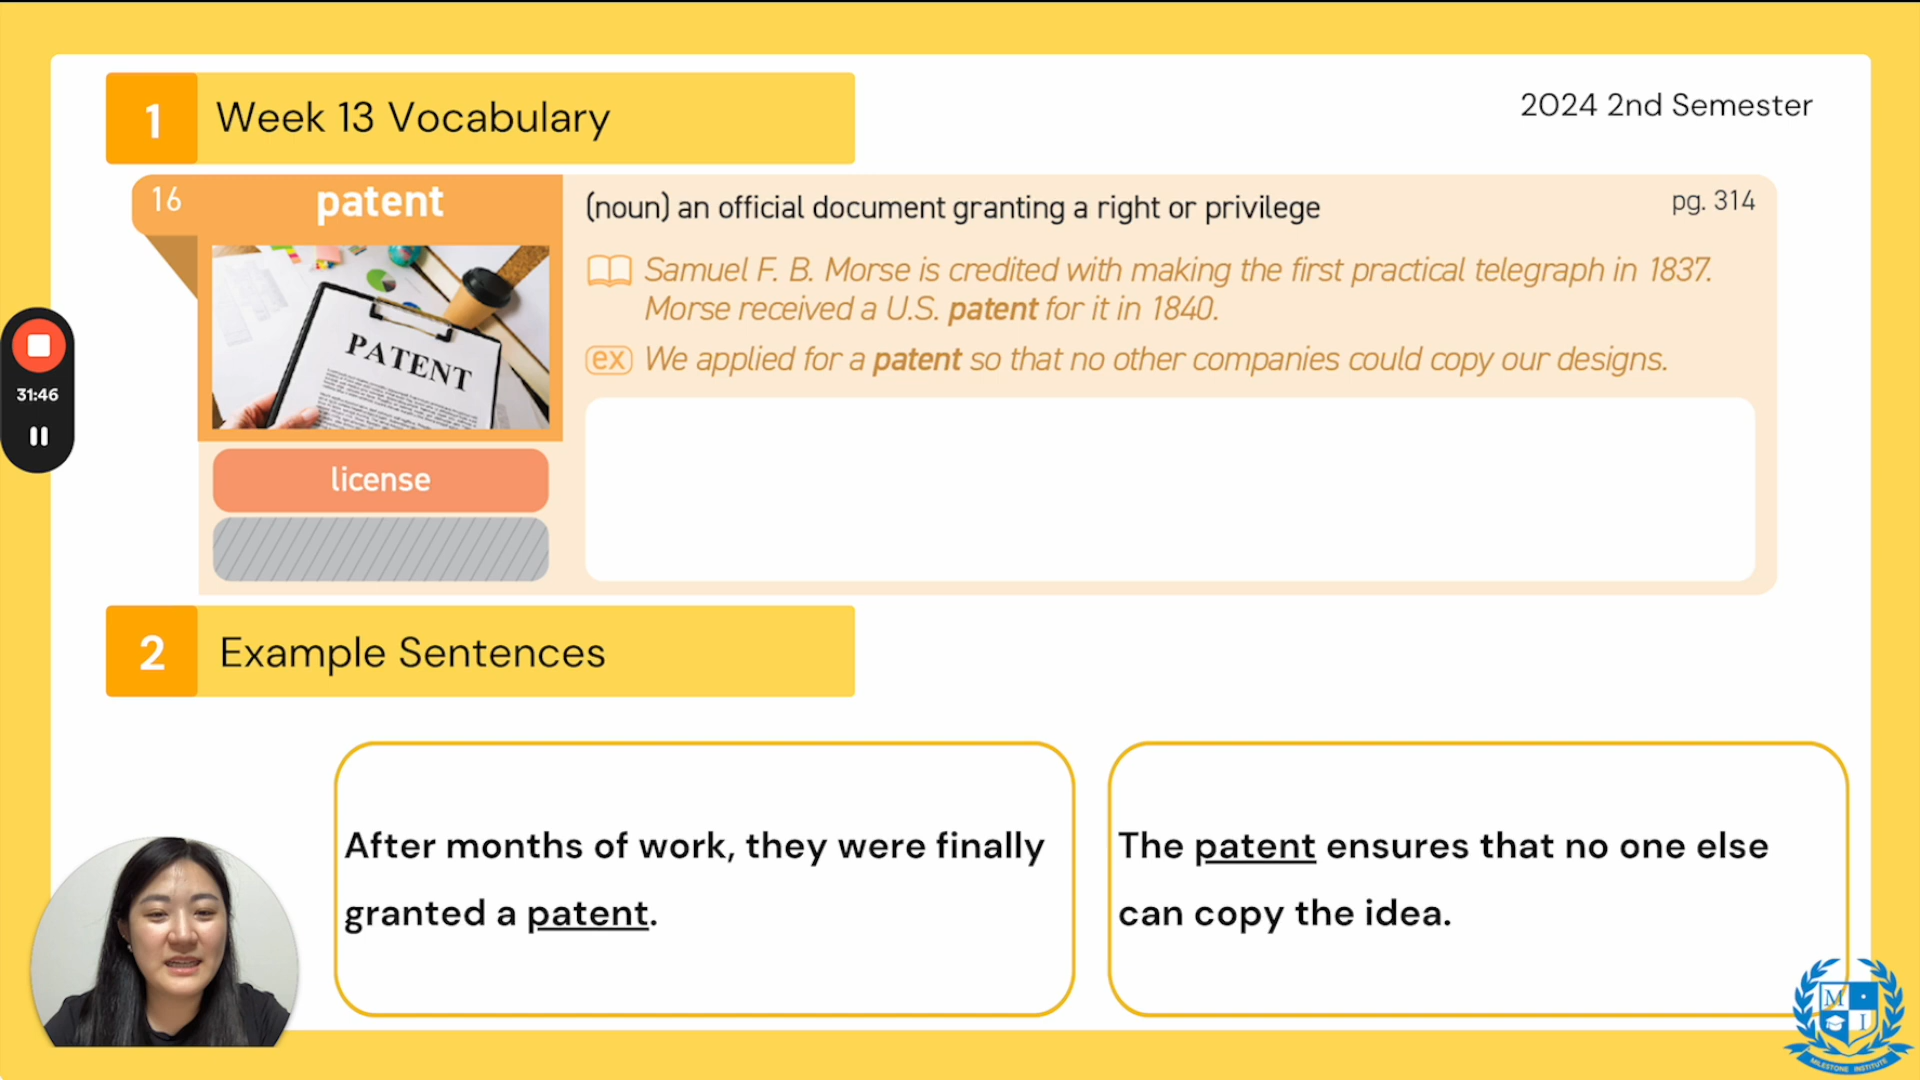 1 Week 13 Vocabulary
2024 2nd Semester
16 patent
(noun) an official document granting a right or privilege
pg. 314
Samuel F. B. Morse is credited with making the first practical telegraph in 1837.
Morse received a U.S. patent for it in 1840.
ex We applied for a patent so that no other companies could copy our designs.
PATENT
31:46
license
2 Example Sentences
After months of work, they were finally
granted a patent.
The patent ensures that no one else
can copy the idea.
M
I
MILESTONE INSTITUTE